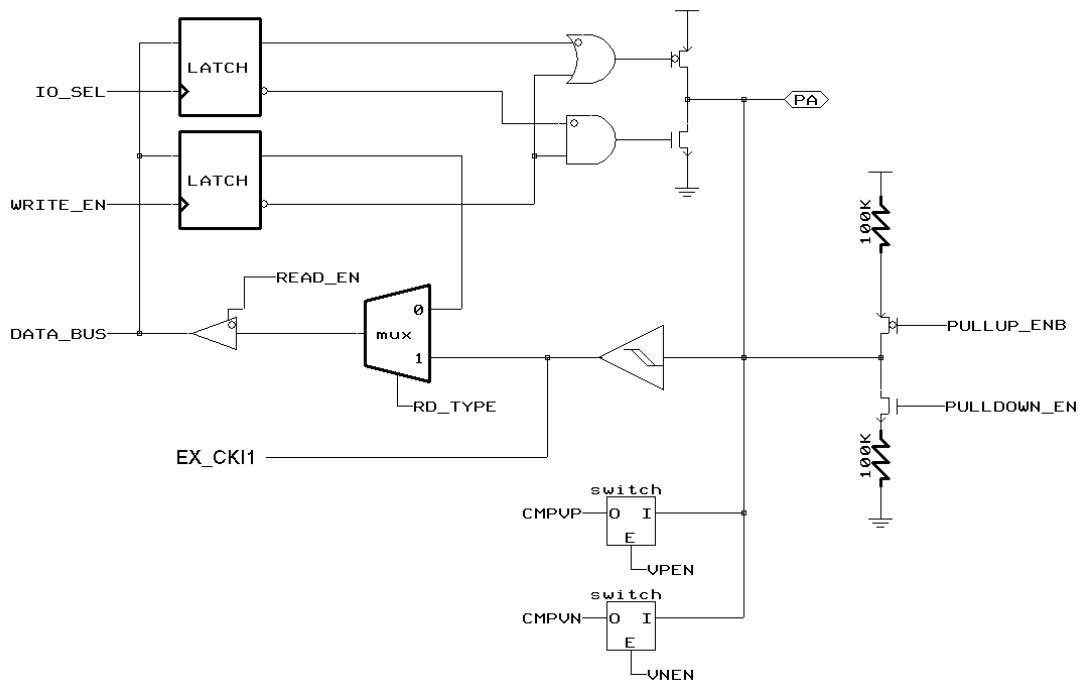 LATCH
IO_SEL
PA
LATCH
WRITE_EN
100K
READ_EN
0
DATA_BUS
mux
PULLUP_ENB
1
RD_TYPE
PULLDOWN_EN
EX_CKI1
100K
switch
CMPVP
O I
E
VPEN
switch
CMPVN
O I
E
VNEN